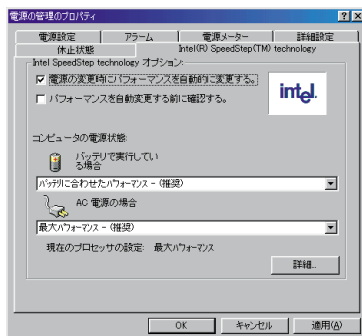 電源の管理のプロパティ
電源設定 アラーム 電源メーター 詳細設定
休止状態 Intel(R) SpeedStep(TM) technology
Intel SpeedStep technology オプション:
電源の変更時にパフォーマンスを自動的に変更する。
パフォーマンスを自動変更する前に確認する。
intel.
コンピュータの電源状態:
バッテリで実行してい
る場合
バッテリに合わせたパフォーマンス - (推奨)
AC 電源の場合
最大パフォーマンス - (推奨)
現在のプロセッサの設定: 最大パフォーマンス
詳細...
OK キャンセル 適用(A)